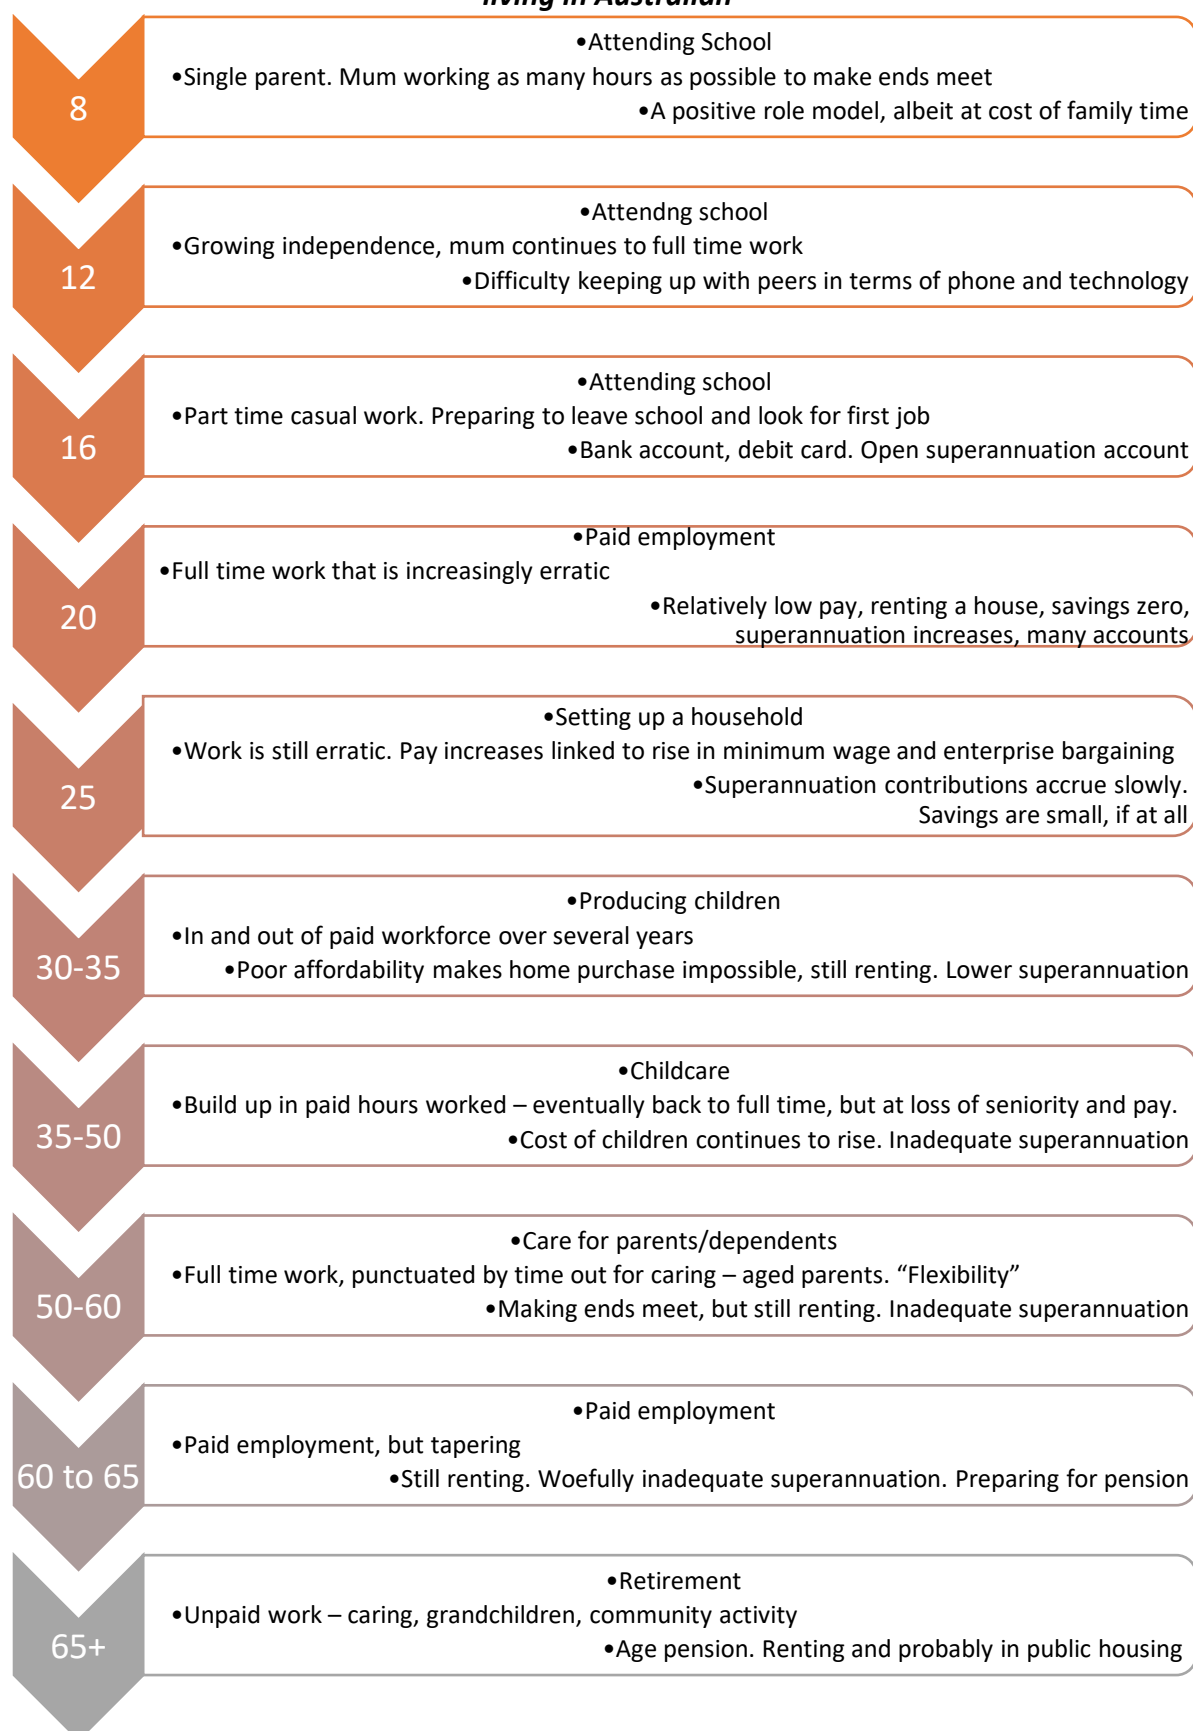 living in Australian
8
•Attending School
•Single parent. Mum working as many hours as possible to make ends meet
•A positive role model, albeit at cost of family time
12
•Attendng school
•Growing independence, mum continues to full time work
•Difficulty keeping up with peers in terms of phone and technology
16
•Attending school
•Part time casual work. Preparing to leave school and look for first job
•Bank account, debit card. Open superannuation account
20
•Paid employment
•Full time work that is increasingly erratic
•Relatively low pay, renting a house, savings zero,
superannuation increases, many accounts
25
•Setting up a household
•Work is still erratic. Pay increases linked to rise in minimum wage and enterprise bargaining
•Superannuation contributions accrue slowly.
Savings are small, if at all
30-35
•Producing children
•In and out of paid workforce over several years
•Poor affordability makes home purchase impossible, still renting. Lower superannuation
35-50
•Childcare
•Build up in paid hours worked – eventually back to full time, but at loss of seniority and pay.
•Cost of children continues to rise. Inadequate superannuation
50-60
•Care for parents/dependents
•Full time work, punctuated by time out for caring – aged parents. “Flexibility”
•Making ends meet, but still renting. Inadequate superannuation
60 to 65
•Paid employment
•Paid employment, but tapering
•Still renting. Woefully inadequate superannuation. Preparing for pension
65+
•Retirement
•Unpaid work – caring, grandchildren, community activity
•Age pension. Renting and probably in public housing